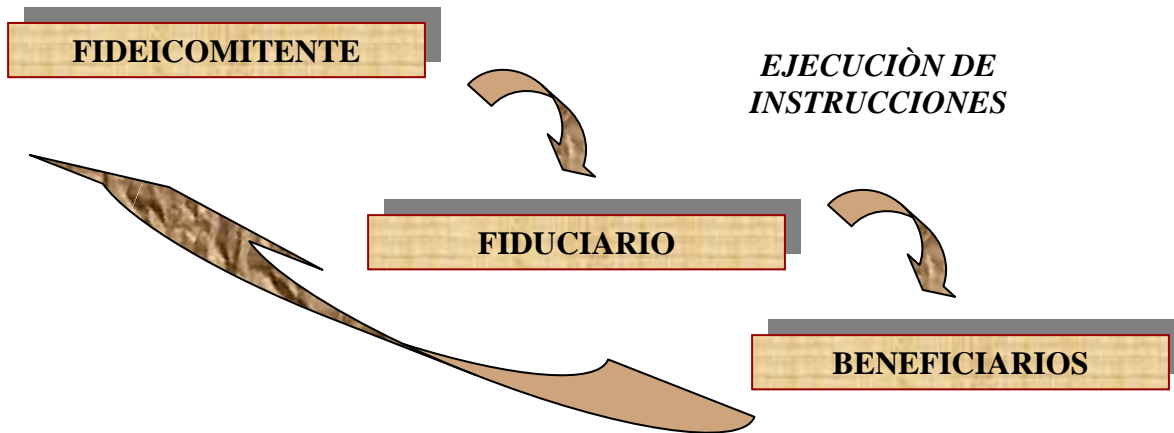 FIDEICOMITENTE
EJECUCIÒN DE
INSTRUCCIONES
FIDUCIARIO
BENEFICIARIOS